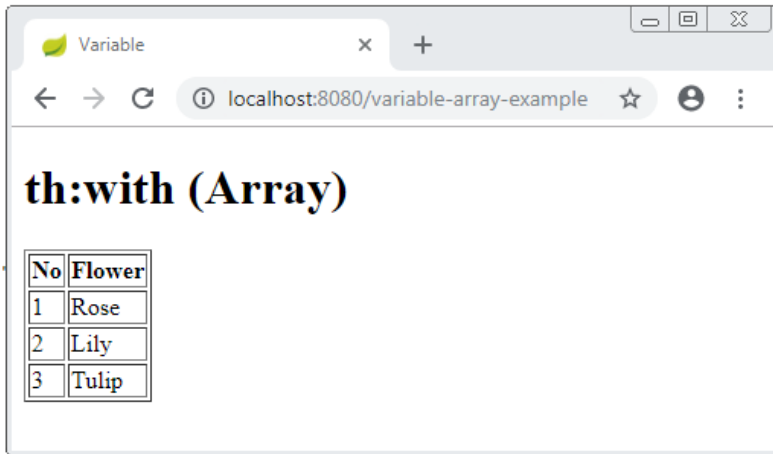 Variable
localhost:8080/variable-array-example
th:with (Array)
No Flower
1 Rose
2 Lily
3 Tulip